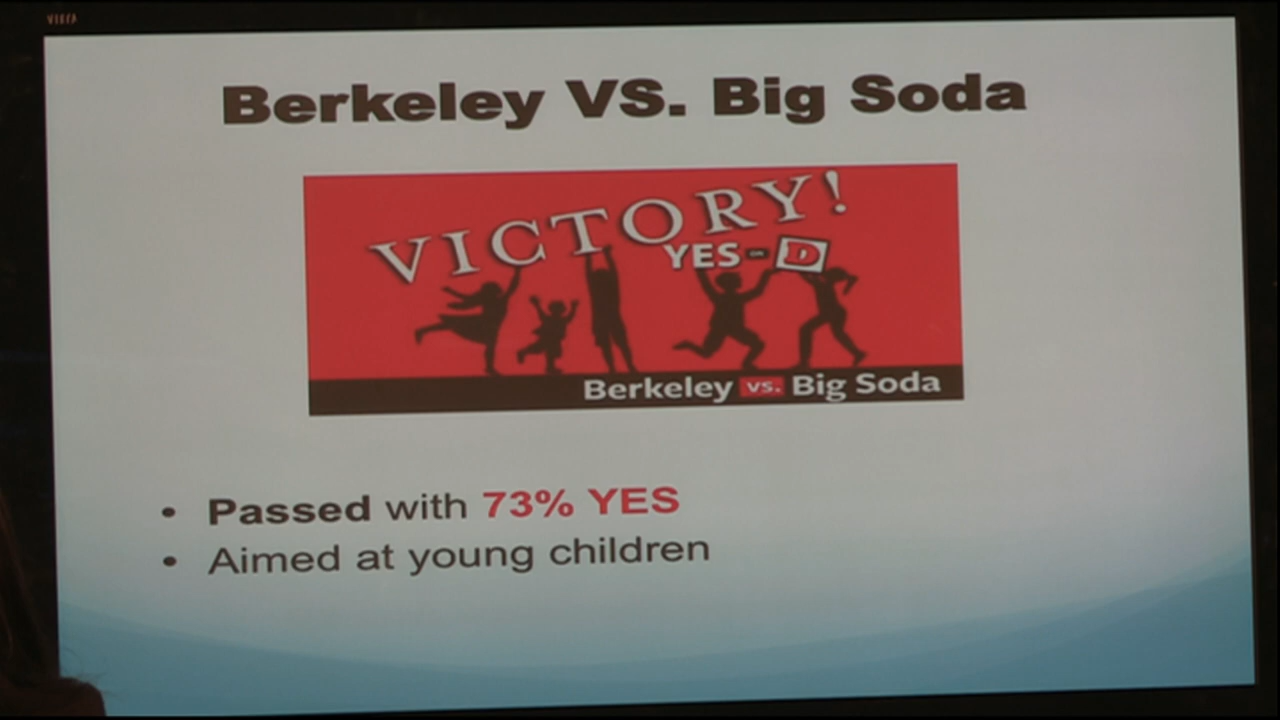 Berkeley VS. Big Soda
VICTORY!
YES-D
Berkeley vs. Big Soda
• Passed with 73% YES
• Aimed at young children